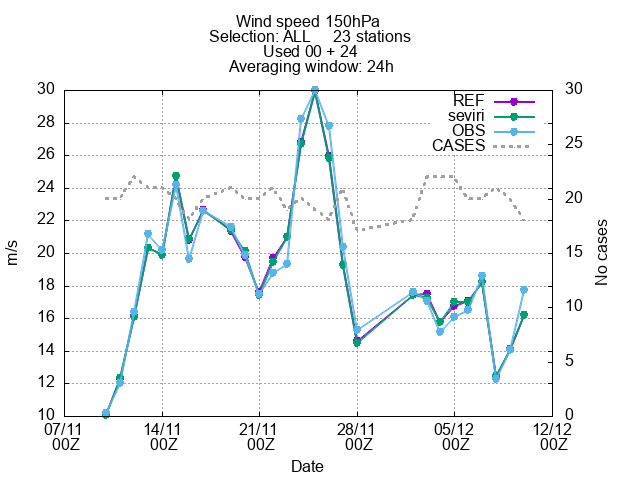 Wind speed 150hPa
Selection: ALL 23 stations
Used 00 + 24
Averaging window: 24h
30
28
26
24
22
20
18
16
14
12
10
m/s
30
25
20
15
10
5
0
No cases
REF
seviri
OBS
CASES
07/11 14/11 21/11 28/11 05/12 12/12
00Z 00Z 00Z 00Z 00Z 00Z
Date